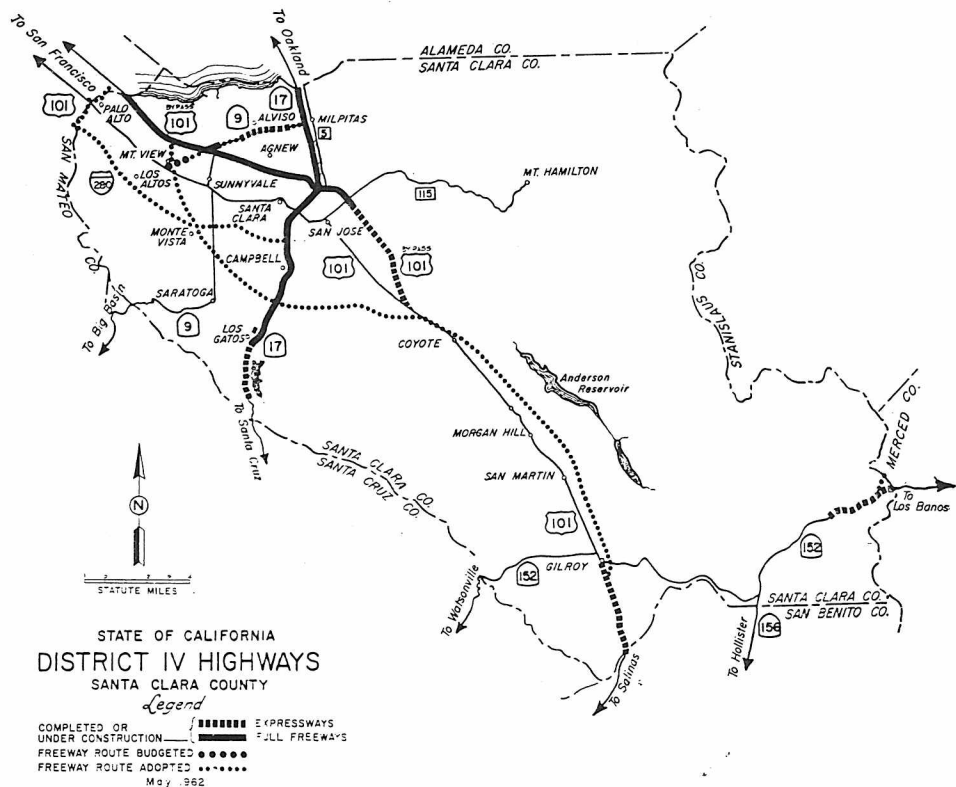 To San Francisco
To Oakland
ALAMEDA CO.
SANTA CLARA CO.
101
PALO ALTO
BYPASS
101
9
ALVISO
17
MILPITAS
5
SAN MATEO CO.
MT. VIEW
AGNEW
LOS ALTOS
280
SUNNYVALE
SANTA CLARA
115
MT. HAMILTON
SAN JOSE
MONTE VISTA
CAMPBELL
101
BYPASS
101
STANISLAUS CO.
SARATOGA
To Big Basin
9
LOS GATOS
17
COYOTE
To Santa Cruz
Anderson
Reservoir
MORGAN HILL
SANTA CLARA CO.
SANTA CRUZ CO.
SAN MARTIN
MERCED CO.
To
Los Banos
N
101
152
152
GILROY
To Watsonville
SANTA CLARA CO.
SAN BENITO CO.
156
To Hollister
To Salinas
STATUTE MILES
STATE OF CALIFORNIA
DISTRICT IV HIGHWAYS
SANTA CLARA COUNTY
Legend
COMPLETED OR
UNDER CONSTRUCTION
EXPRESSWAYS
FULL FREEWAYS
FREEWAY ROUTE BUDGETED
FREEWAY ROUTE ADOPTED
May 1962